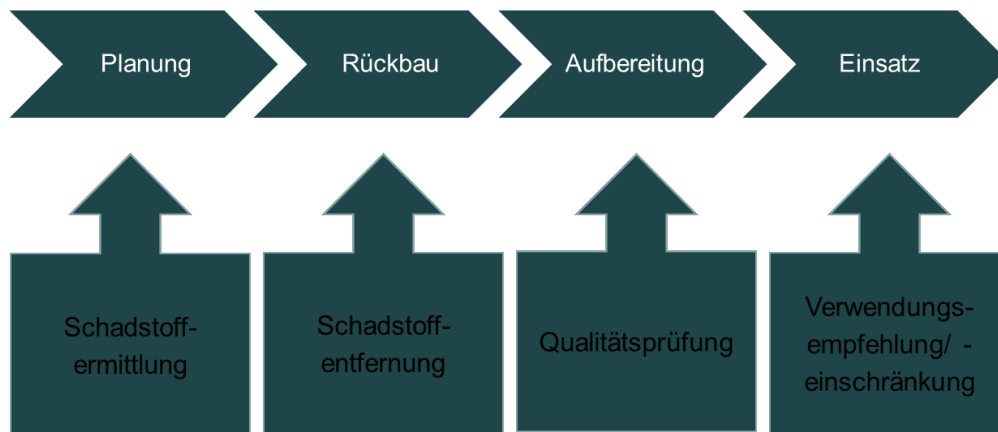 Planung
Rückbau
Aufbereitung
Einsatz
Schadstoff-
ermittlung
Schadstoff-
entfernung
Qualitätsprüfung
Verwendungs-
empfehlung/ -
einschränkung